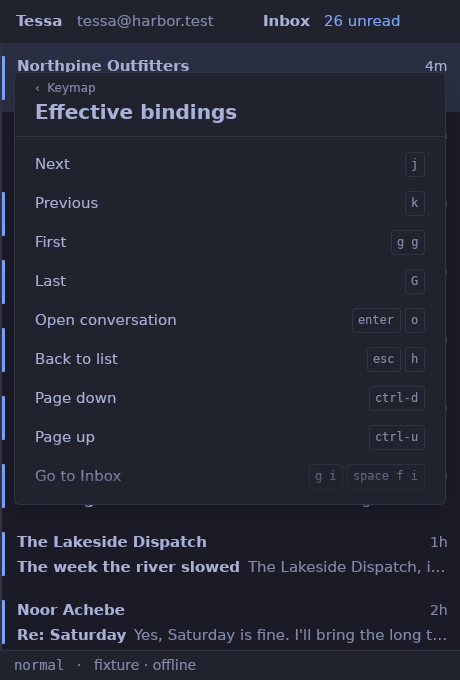 Tessa tessa@harbor.test Inbox 26 unread
Northpine Outfitters 4m
‹ Keymap
Effective bindings
Next j
Previous k
First g g
Last G
Open conversation enter o
Back to list esc h
Page down ctrl-d
Page up ctrl-u
Go to Inbox g i space f i
The Lakeside Dispatch 1h
The week the river slowed The Lakeside Dispatch, i…
Noor Achebe 2h
Re: Saturday Yes, Saturday is fine. I'll bring the long t…
normal · fixture · offline